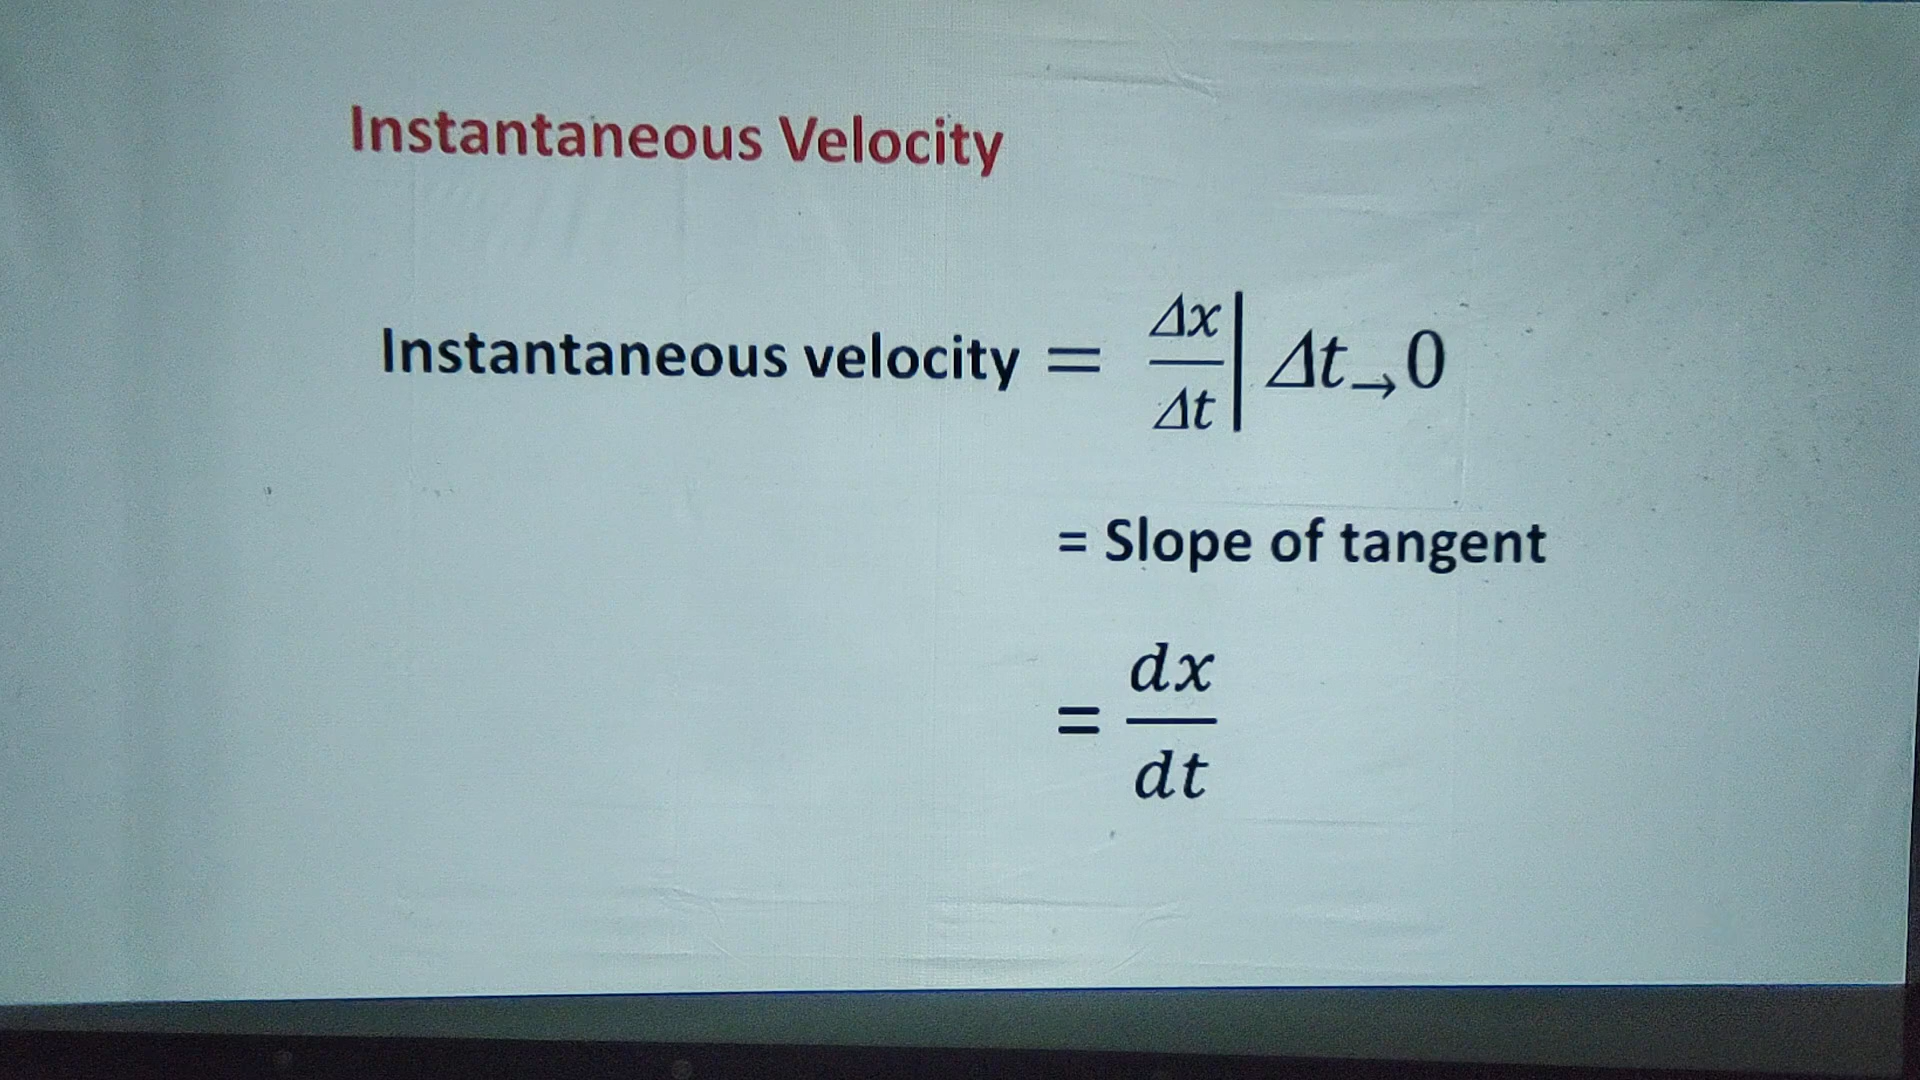 Instantaneous Velocity
Instantaneous velocity = Δx/Δt | Δt→0
= Slope of tangent
= dx/dt